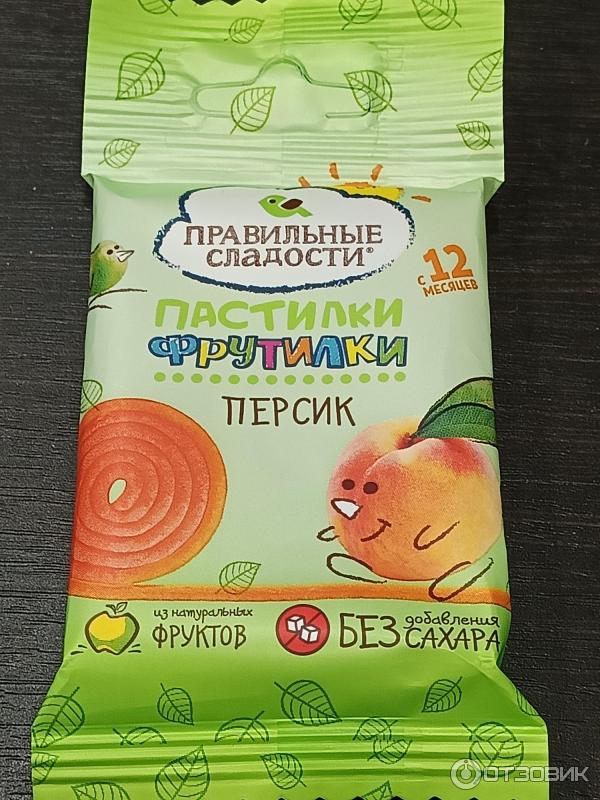 ПРАВИЛЬНЫЕ
СЛАДОСТИ®
с 12
МЕСЯЦЕВ
ПАСТИЛКИ
ФРУТИЛКИ
ПЕРСИК
из натуральных
ФРУКТОВ
БЕЗ добавления
САХАРА
ОТЗОВИК